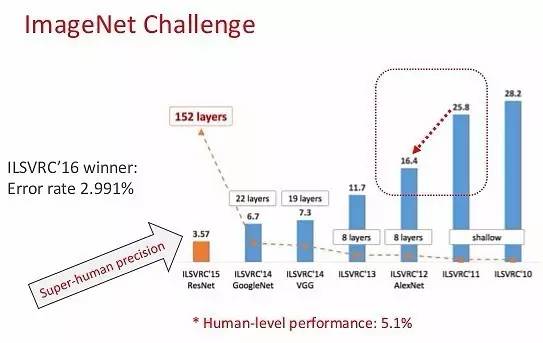 ImageNet Challenge
ILSVRC'16 winner:
Error rate 2.991%
Super-human precision
152 layers
22 layers
19 layers
8 layers
8 layers
shallow
3.57
6.7
7.3
11.7
16.4
25.8
28.2
ILSVRC'15
ResNet
ILSVRC'14
GoogleNet
ILSVRC'14
VGG
ILSVRC'13
ILSVRC'12
AlexNet
ILSVRC'11
ILSVRC'10
* Human-level performance: 5.1%